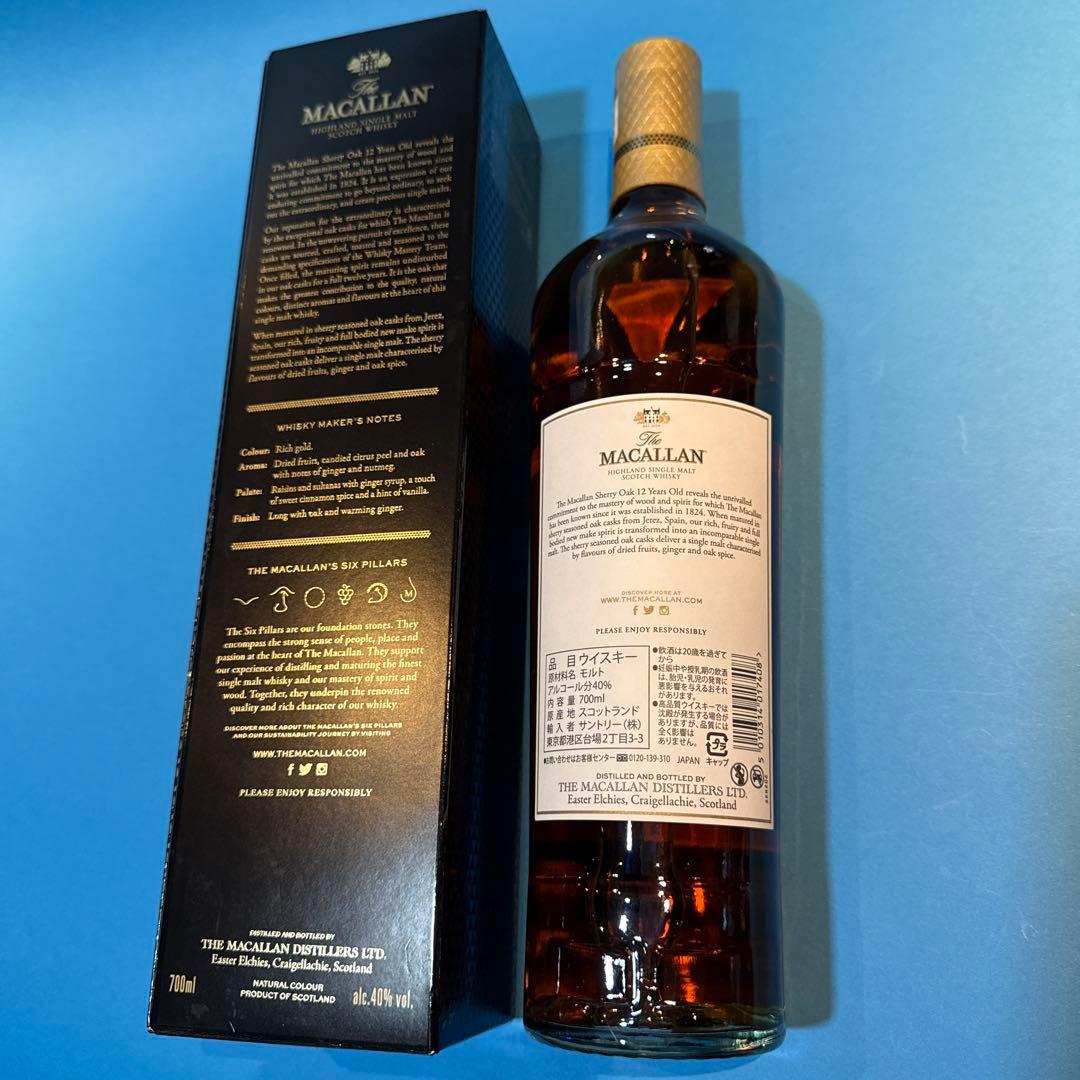 The
MACALLAN
HIGHLAND SINGLE MALT
SCOTCH WHISKY
The Macallan Sherry Oak 12 Years Old reveals the
unrivalled commitment to the mastery of wood and
spirit for which The Macallan has been known since
it was established in 1824. It is an expression of our
enduring commitment to go beyond ordinary, to seek
out the extraordinary, and create precious single malts.
Our reputation for the extraordinary is characterised
by the exceptional oak casks for which The Macallan is
renowned. In the unwavering pursuit of excellence, these
casks are sourced, crafted, toasted and seasoned to the
demanding specifications of the Whisky Mastery Team.
Once filled, the maturing spirit remains undisturbed
in our oak casks for a full twelve years. It is the oak that
makes the greatest contribution to the quality, natural
colours, distinct aromas and flavours at the heart of this
single malt whisky.
When matured in sherry seasoned oak casks from Jerez,
Spain, our rich, fruity and full bodied new make spirit is
transformed into an incomparable single malt. The sherry
seasoned oak casks deliver a single malt characterised by
flavours of dried fruits, ginger and oak spice.
WHISKY MAKER'S NOTES
Colour: Rich gold.
Aroma: Dried fruits, candied citrus peel and oak
with notes of ginger and nutmeg.
Palate: Raisins and sultanas with ginger syrup, a touch
of sweet cinnamon spice and a hint of vanilla.
Finish: Long with oak and warming ginger.
THE MACALLAN'S SIX PILLARS
M
The Six Pillars are our foundation stones. They
encompass the strong sense of people, place and
passion at the heart of The Macallan. They support
our experience of distilling and maturing the finest
single malt whisky and our mastery of spirit and
wood. Together, they underpin the renowned
quality and rich character of our whisky.
DISCOVER MORE ABOUT THE MACALLAN'S SIX PILLARS
AND OUR SUSTAINABILITY JOURNEY BY VISITING
WWW.THEMACALLAN.COM
PLEASE ENJOY RESPONSIBLY
DISTILLED AND BOTTLED BY
THE MACALLAN DISTILLERS LTD.
Easter Elchies, Craigellachie, Scotland
700ml
NATURAL COLOUR
PRODUCT OF SCOTLAND
alc.40% vol.
The
MACALLAN
HIGHLAND SINGLE MALT
SCOTCH WHISKY
The Macallan Sherry Oak 12 Years Old reveals the unrivalled
commitment to the mastery of wood and spirit for which The Macallan
has been known since it was established in 1824. When matured in
sherry seasoned oak casks from Jerez, Spain, our rich, fruity and full
bodied new make spirit is transformed into an incomparable single
malt. The sherry seasoned oak casks deliver a single malt characterised
by flavours of dried fruits, ginger and oak spice.
DISCOVER MORE AT
WWW.THEMACALLAN.COM
PLEASE ENJOY RESPONSIBLY
品目 ウイスキー
原材料名 モルト
アルコール分40%
内容量 700ml
原産地 スコットランド
輸入者 サントリー(株)
東京都港区台場2丁目3-3
●飲酒は20歳を過ぎて
から
●妊娠中や授乳期の飲酒
は、胎児・乳児の発育に
悪影響を与えるおそれ
があります。
●高品質ウイスキーでは
沈殿が発生する場合が
ありますが、品質には
全く影響は
ありません。
プラ
キャップ
●お問い合わせはお客様センター 0120-139-310 JAPAN
5 010314 017408
DISTILLED AND BOTTLED BY
THE MACALLAN DISTILLERS LTD.
Easter Elchies, Craigellachie, Scotland